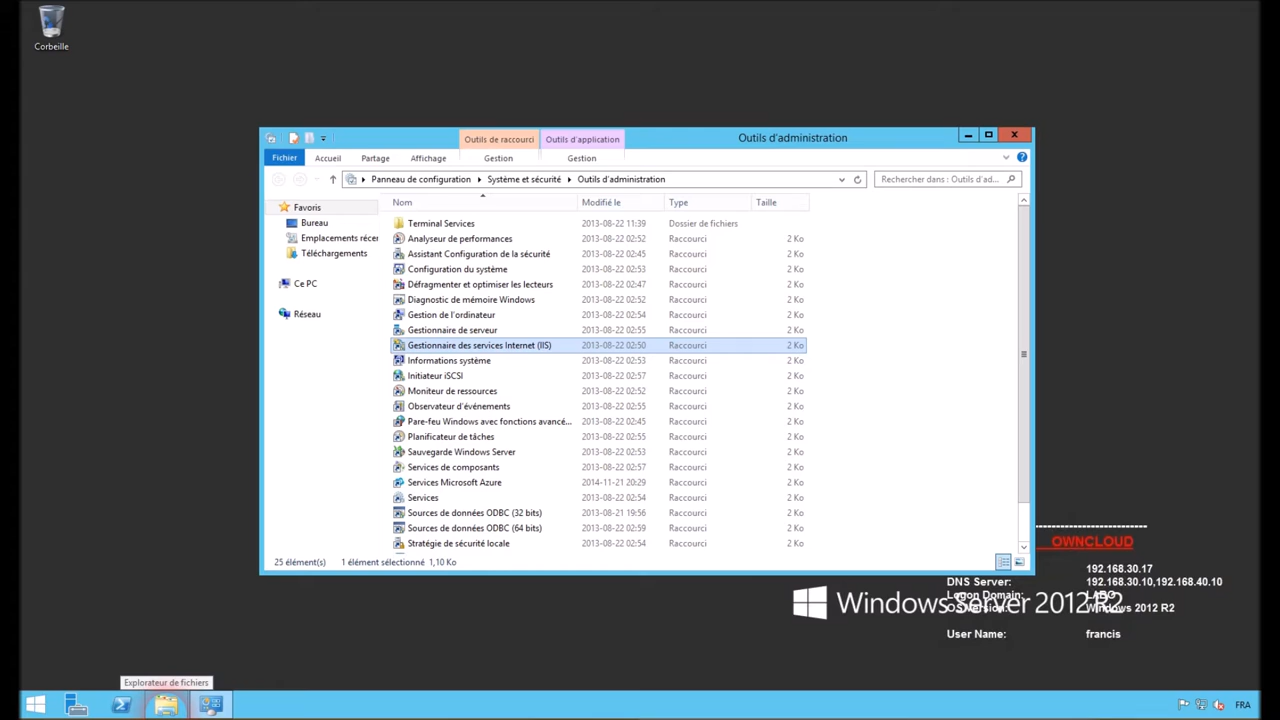 Corbeille
Outils de raccourci Outils d'application Outils d'administration
Fichier Accueil Partage Affichage Gestion Gestion
Panneau de configuration Système et sécurité Outils d'administration Rechercher dans : Outils d'ad...
Nom Modifié le Type Taille
Favoris
Bureau
Emplacements récer
Téléchargements
Ce PC
Réseau
Terminal Services 2013-08-22 11:39 Dossier de fichiers
Analyseur de performances 2013-08-22 02:52 Raccourci 2 Ko
Assistant Configuration de la sécurité 2013-08-22 02:45 Raccourci 2 Ko
Configuration du système 2013-08-22 02:53 Raccourci 2 Ko
Défragmenter et optimiser les lecteurs 2013-08-22 02:47 Raccourci 2 Ko
Diagnostic de mémoire Windows 2013-08-22 02:52 Raccourci 2 Ko
Gestion de l'ordinateur 2013-08-22 02:54 Raccourci 2 Ko
Gestionnaire de serveur 2013-08-22 02:55 Raccourci 2 Ko
Gestionnaire des services Internet (IIS) 2013-08-22 02:50 Raccourci 2 Ko
Informations système 2013-08-22 02:53 Raccourci 2 Ko
Initiateur iSCSI 2013-08-22 02:57 Raccourci 2 Ko
Moniteur de ressources 2013-08-22 02:52 Raccourci 2 Ko
Observateur d'événements 2013-08-22 02:55 Raccourci 2 Ko
Pare-feu Windows avec fonctions avancé... 2013-08-22 02:45 Raccourci 2 Ko
Planificateur de tâches 2013-08-22 02:55 Raccourci 2 Ko
Sauvegarde Windows Server 2013-08-22 02:53 Raccourci 2 Ko
Services de composants 2013-08-22 02:57 Raccourci 2 Ko
Services Microsoft Azure 2014-11-21 20:29 Raccourci 2 Ko
Services 2013-08-22 02:54 Raccourci 2 Ko
Sources de données ODBC (32 bits) 2013-08-21 19:56 Raccourci 2 Ko
Sources de données ODBC (64 bits) 2013-08-22 02:59 Raccourci 2 Ko
Stratégie de sécurité locale 2013-08-22 02:54 Raccourci 2 Ko
25 élément(s) 1 élément sélectionné 1,10 Ko
OWNCLOUD
192.168.30.17
DNS Server: 192.168.30.10,192.168.40.10
Logon Domain: LABO
OS Version: Windows 2012 R2
Windows Server 2012 R2
User Name: francis
Explorateur de fichiers
FRA